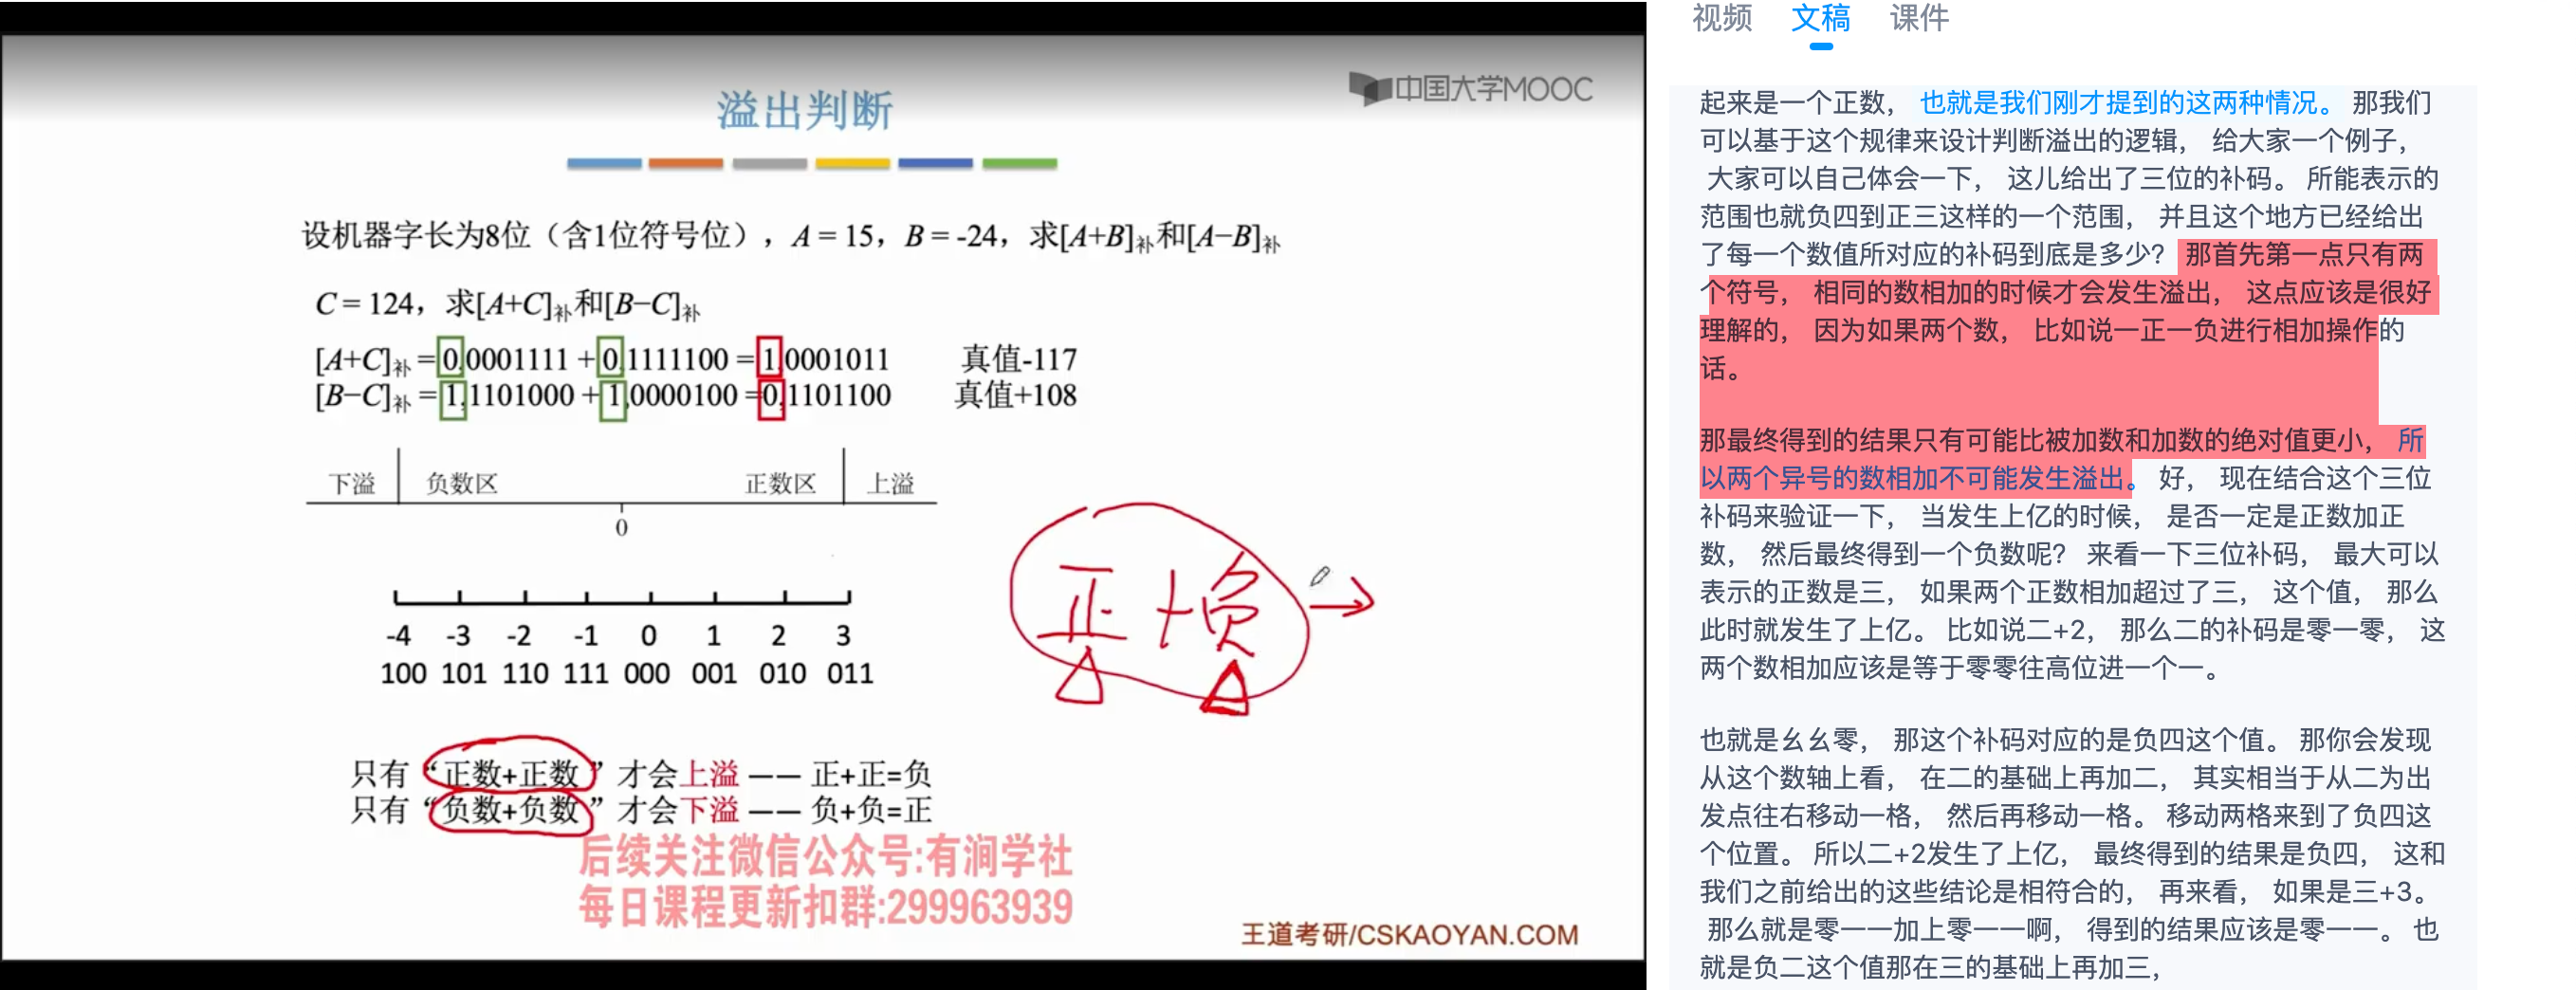 中国大学MOOC
溢出判断
设机器字长为8位（含1位符号位），A = 15，B = -24，求[A+B]补和[A−B]补
C = 124，求[A+C]补和[B−C]补
[A+C]补 = 0,0001111 + 0,1111100 = 1,0001011 真值-117
[B−C]补 = 1,1101000 + 1,0000100 = 0,1101100 真值+108
下溢 负数区 正数区 上溢
0
-4 -3 -2 -1 0 1 2 3
100 101 110 111 000 001 010 011
正+负 →
只有“正数+正数”才会上溢 —— 正+正=负
只有“负数+负数”才会下溢 —— 负+负=正
后续关注微信公众号:有涧学社
每日课程更新扣群:299963939
王道考研/CSKAOYAN.COM
视频 文稿 课件
起来是一个正数， 也就是我们刚才提到的这两种情况。 那我们
可以基于这个规律来设计判断溢出的逻辑， 给大家一个例子，
大家可以自己体会一下， 这儿给出了三位的补码。 所能表示的
范围也就负四到正三这样的一个范围， 并且这个地方已经给出
了每一个数值所对应的补码到底是多少？ 那首先第一点只有两
个符号， 相同的数相加的时候才会发生溢出， 这点应该是很好
理解的， 因为如果两个数， 比如说一正一负进行相加操作的
话。
那最终得到的结果只有可能比被加数和加数的绝对值更小， 所
以两个异号的数相加不可能发生溢出。 好， 现在结合这个三位
补码来验证一下， 当发生上亿的时候， 是否一定是正数加正
数， 然后最终得到一个负数呢？ 来看一下三位补码， 最大可以
表示的正数是三， 如果两个正数相加超过了三， 这个值， 那么
此时就发生了上亿。 比如说二+2， 那么二的补码是零一零， 这
两个数相加应该是等于零零往高位进一个一。
也就是幺幺零， 那这个补码对应的是负四这个值。 那你会发现
从这个数轴上看， 在二的基础上再加二， 其实相当于从二为出
发点往右移动一格， 然后再移动一格。 移动两格来到了负四这
个位置。 所以二+2发生了上亿， 最终得到的结果是负四， 这和
我们之前给出的这些结论是相符合的， 再来看， 如果是三+3。
那么就是零一一加上零一一啊， 得到的结果应该是零一一。 也
就是负二这个值那在三的基础上再加三，